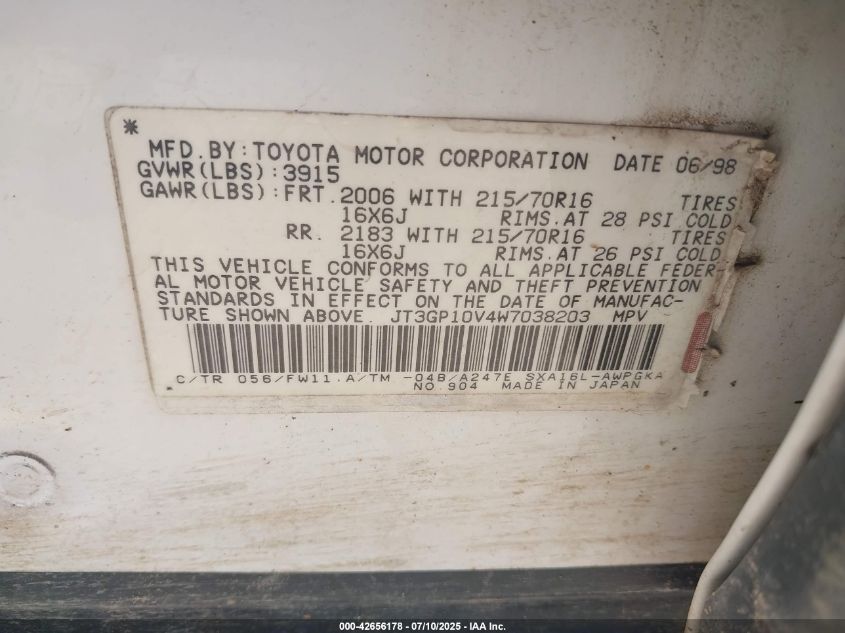 *
MFD.BY:TOYOTA MOTOR CORPORATION DATE 06/98
GVWR(LBS):3915
GAWR(LBS):FRT.2006 WITH 215/70R16 TIRES
16X6J RIMS.AT 28 PSI COLD
RR. 2183 WITH 215/70R16 TIRES
16X6J RIMS.AT 26 PSI COLD
THIS VEHICLE CONFORMS TO ALL APPLICABLE FEDER-
AL MOTOR VEHICLE SAFETY AND THEFT PREVENTION
STANDARDS IN EFFECT ON THE DATE OF MANUFAC-
TURE SHOWN ABOVE. JT3GP10V4W7038203 MPV
C/TR 056/FW11.A/TM -04B/A247E SXA16L-AWPGKA
NO.904 MADE IN JAPAN
000-42656178 - 07/10/2025 - IAA Inc.